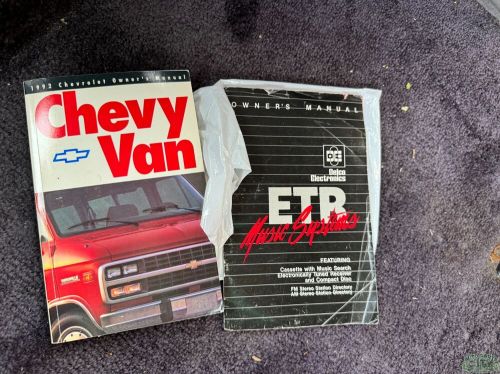 1992 Chevrolet Owner's Manual
Chevy
Van
OWNER'S MANUAL
Delco
Electronics
ETR
Music Systems
FEATURING
Cassette with Music Search
Electronically Tuned Receiver
and Compact Disc
FM Stereo Station Directory
AM Stereo Station Directory